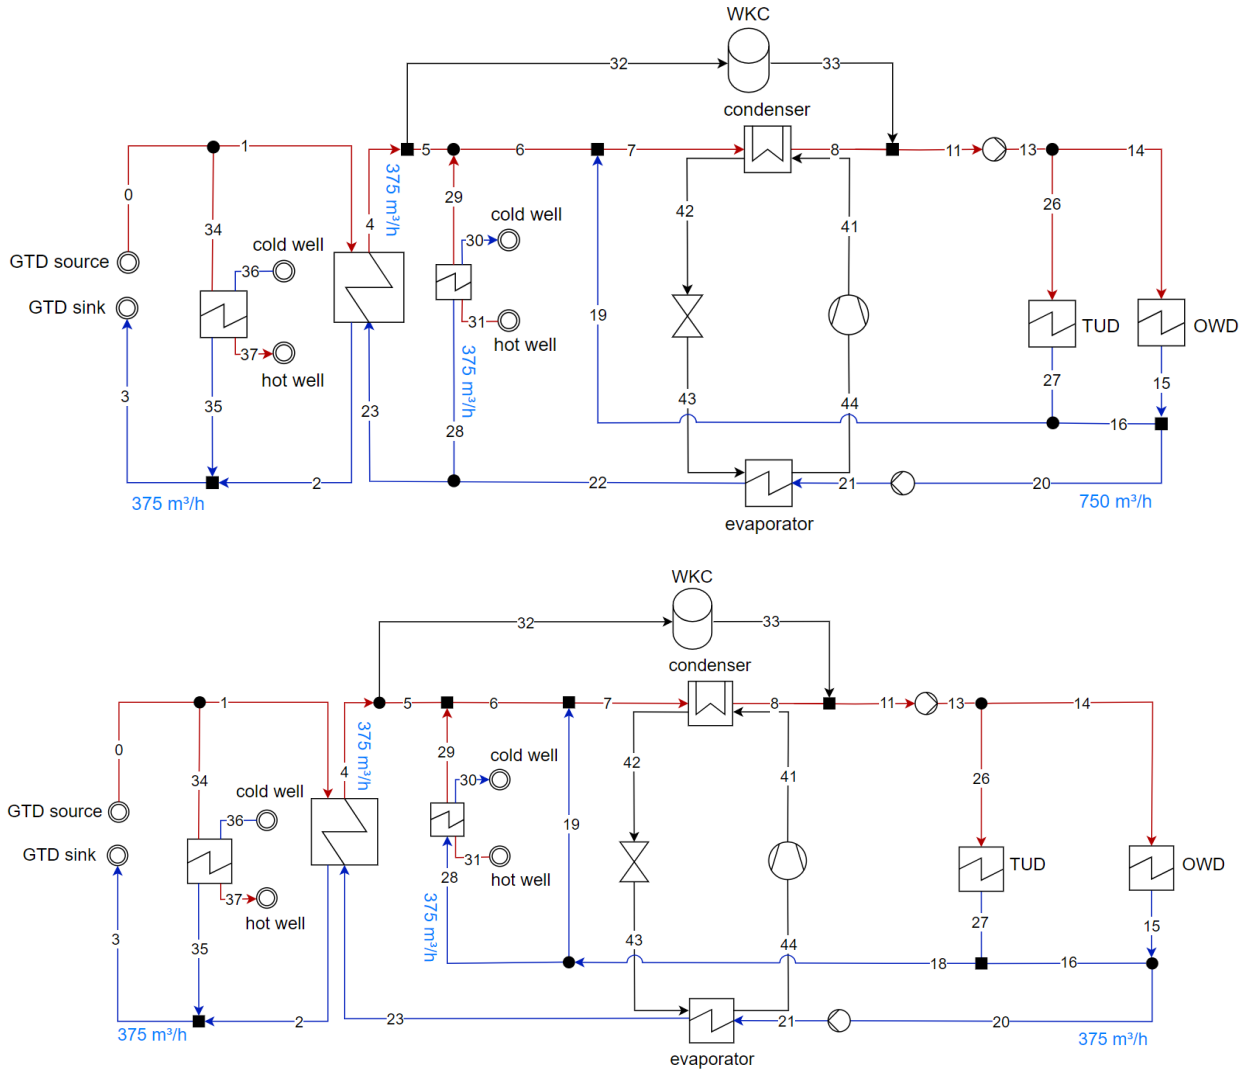 WKC
32
33
condenser
1
5
6
7
8
11
13
14
375 m³/h
0
29
26
4
42
41
34
cold well
30
cold well
36
GTD source
GTD sink
19
31
hot well
TUD
OWD
37
hot well
375 m³/h
3
35
23
28
43
44
27
15
16
2
22
21
20
375 m³/h
750 m³/h
evaporator
WKC
32
33
condenser
1
5
6
7
8
11
13
14
375 m³/h
0
29
42
4
34
cold well
30
41
26
cold well
36
GTD source
GTD sink
19
31
hot well
TUD
OWD
28
37
hot well
375 m³/h
3
35
43
44
27
15
18
16
2
23
21
20
375 m³/h
375 m³/h
evaporator